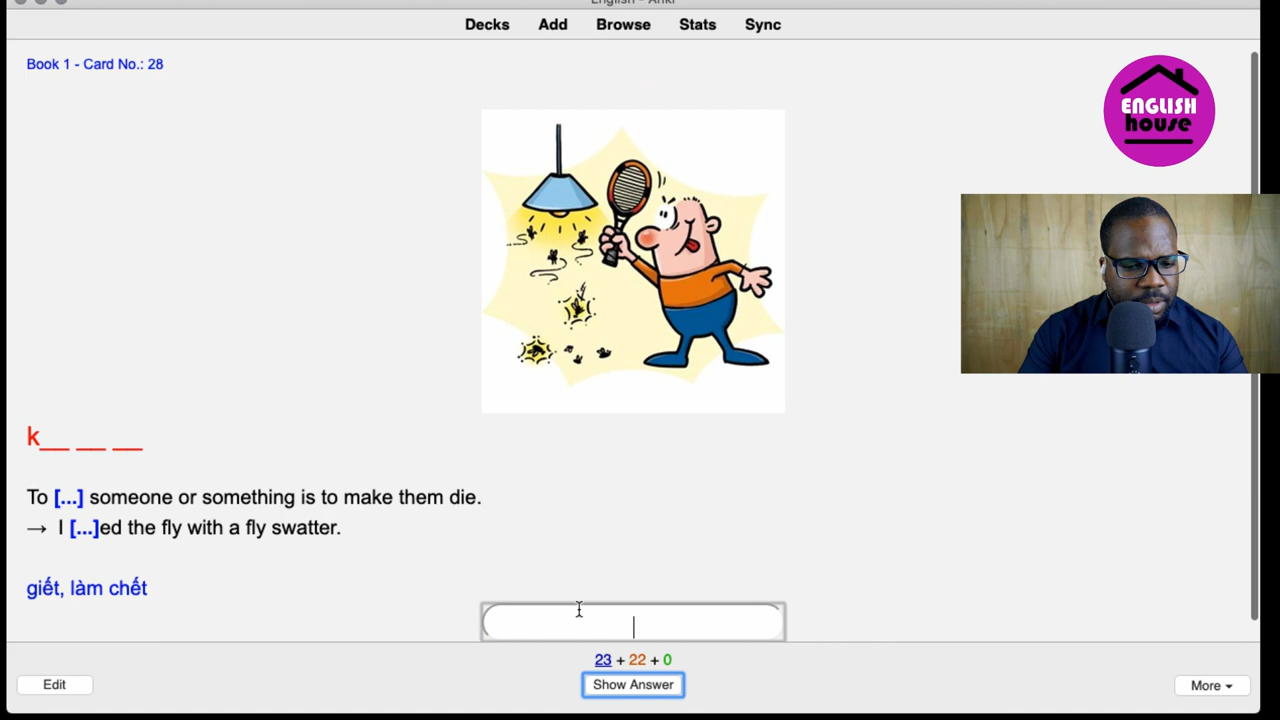 English - Anki
Decks Add Browse Stats Sync
Book 1 - Card No.: 28
ENGLISH
house
k__ __ __
To [...] someone or something is to make them die.
→ I [...]ed the fly with a fly swatter.
giết, làm chết
23 + 22 + 0
Edit Show Answer More